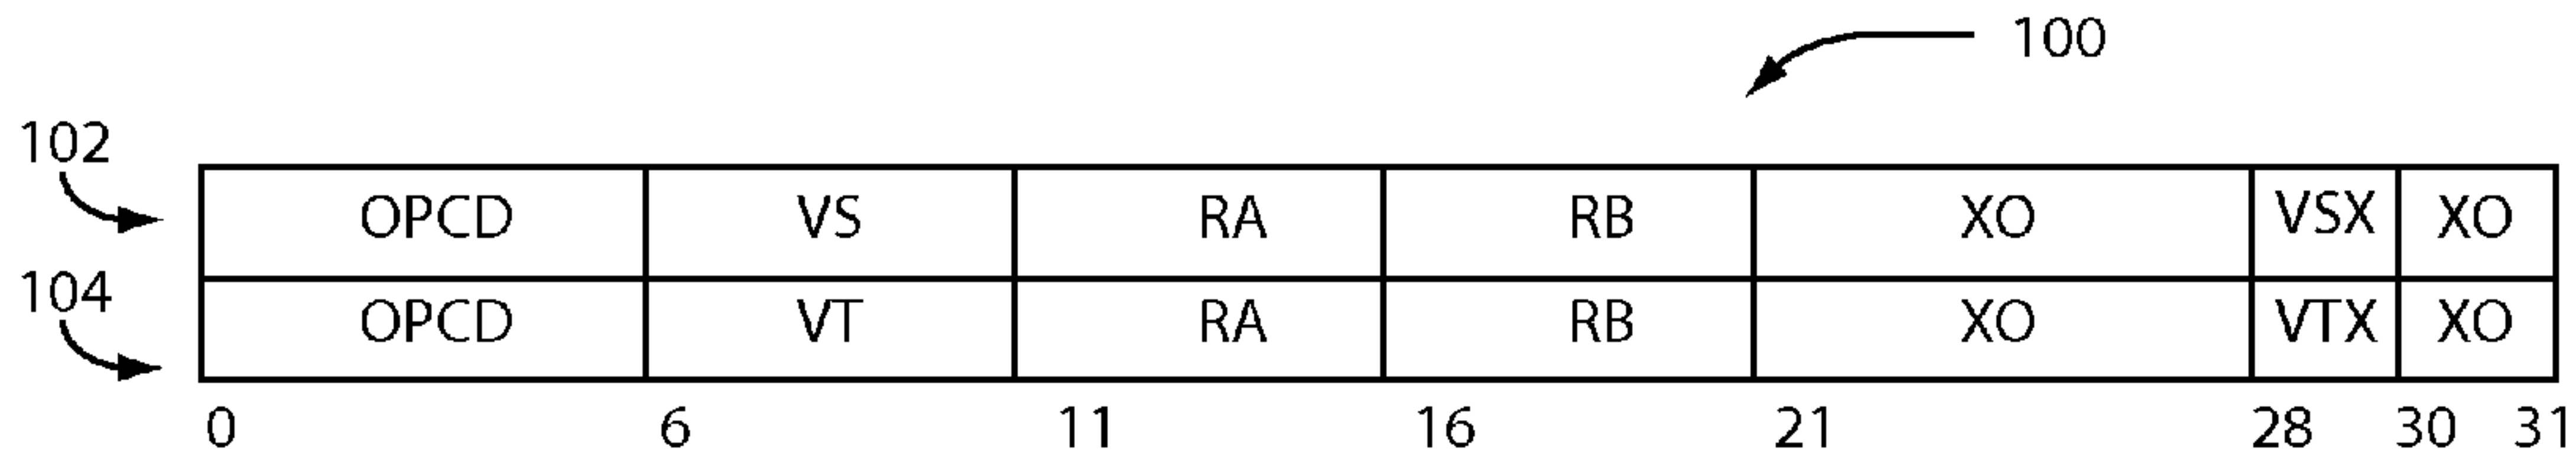 100
102
OPCD VS RA RB XO VSX XO
104
OPCD VT RA RB XO VTX XO
0 6 11 16 21 28 30 31